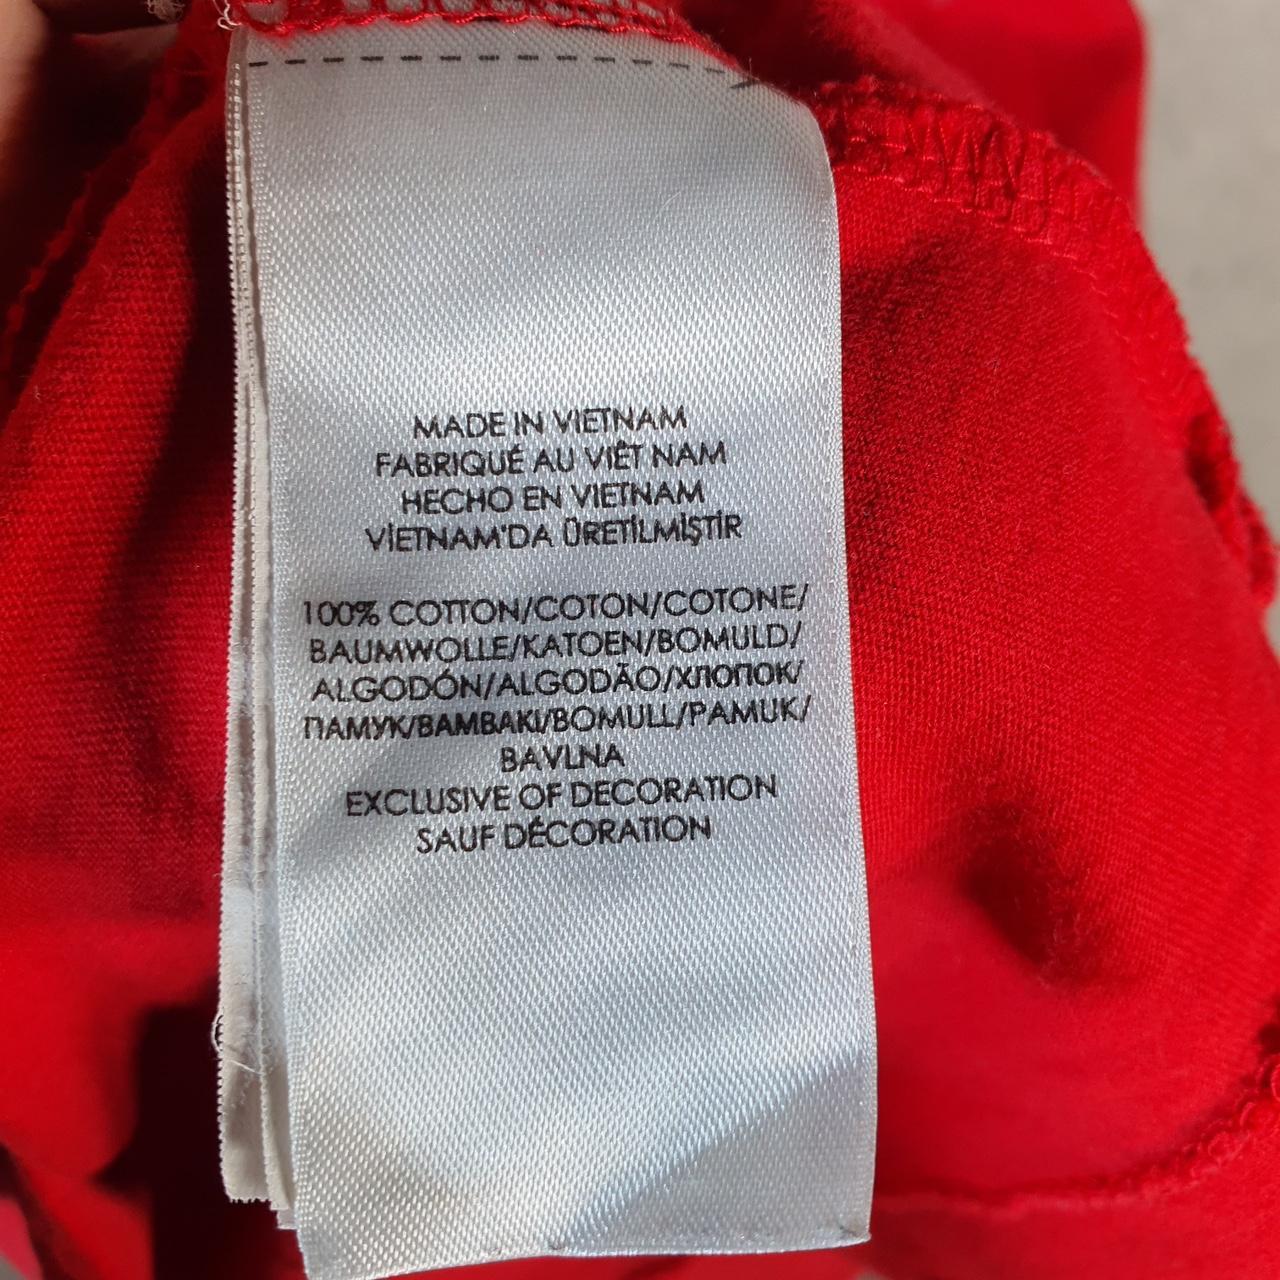 MADE IN VIETNAM
FABRIQUÉ AU VIÊT NAM
HECHO EN VIETNAM
VİETNAM'DA ÜRETİLMİŞTİR
100% COTTON/COTON/COTONE/
BAUMWOLLE/KATOEN/BOMULD/
ALGODÓN/ALGODÃO/ХЛОПОК/
ПАМУК/BAMBAKI/BOMULL/PAMUK/
BAVLNA
EXCLUSIVE OF DECORATION
SAUF DÉCORATION